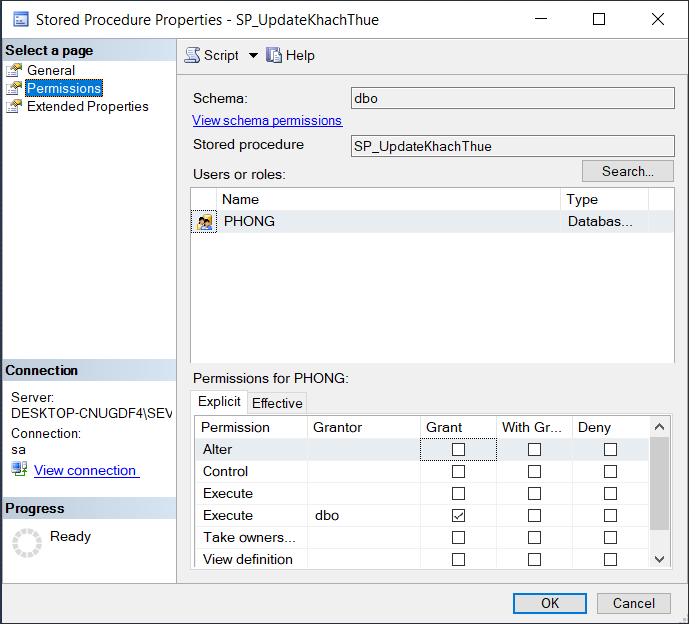 Stored Procedure Properties - SP_UpdateKhachThue
Select a page
General
Permissions
Extended Properties
Script Help
Schema: dbo
View schema permissions
Stored procedure SP_UpdateKhachThue
Users or roles: Search...
Name Type
PHONG Databas...
Connection
Server:
DESKTOP-CNUGDF4\SEV
Connection:
sa
View connection
Progress
Ready
Permissions for PHONG:
Explicit Effective
Permission Grantor Grant With Gr... Deny
Alter
Control
Execute
Execute dbo
Take owners...
View definition
OK Cancel